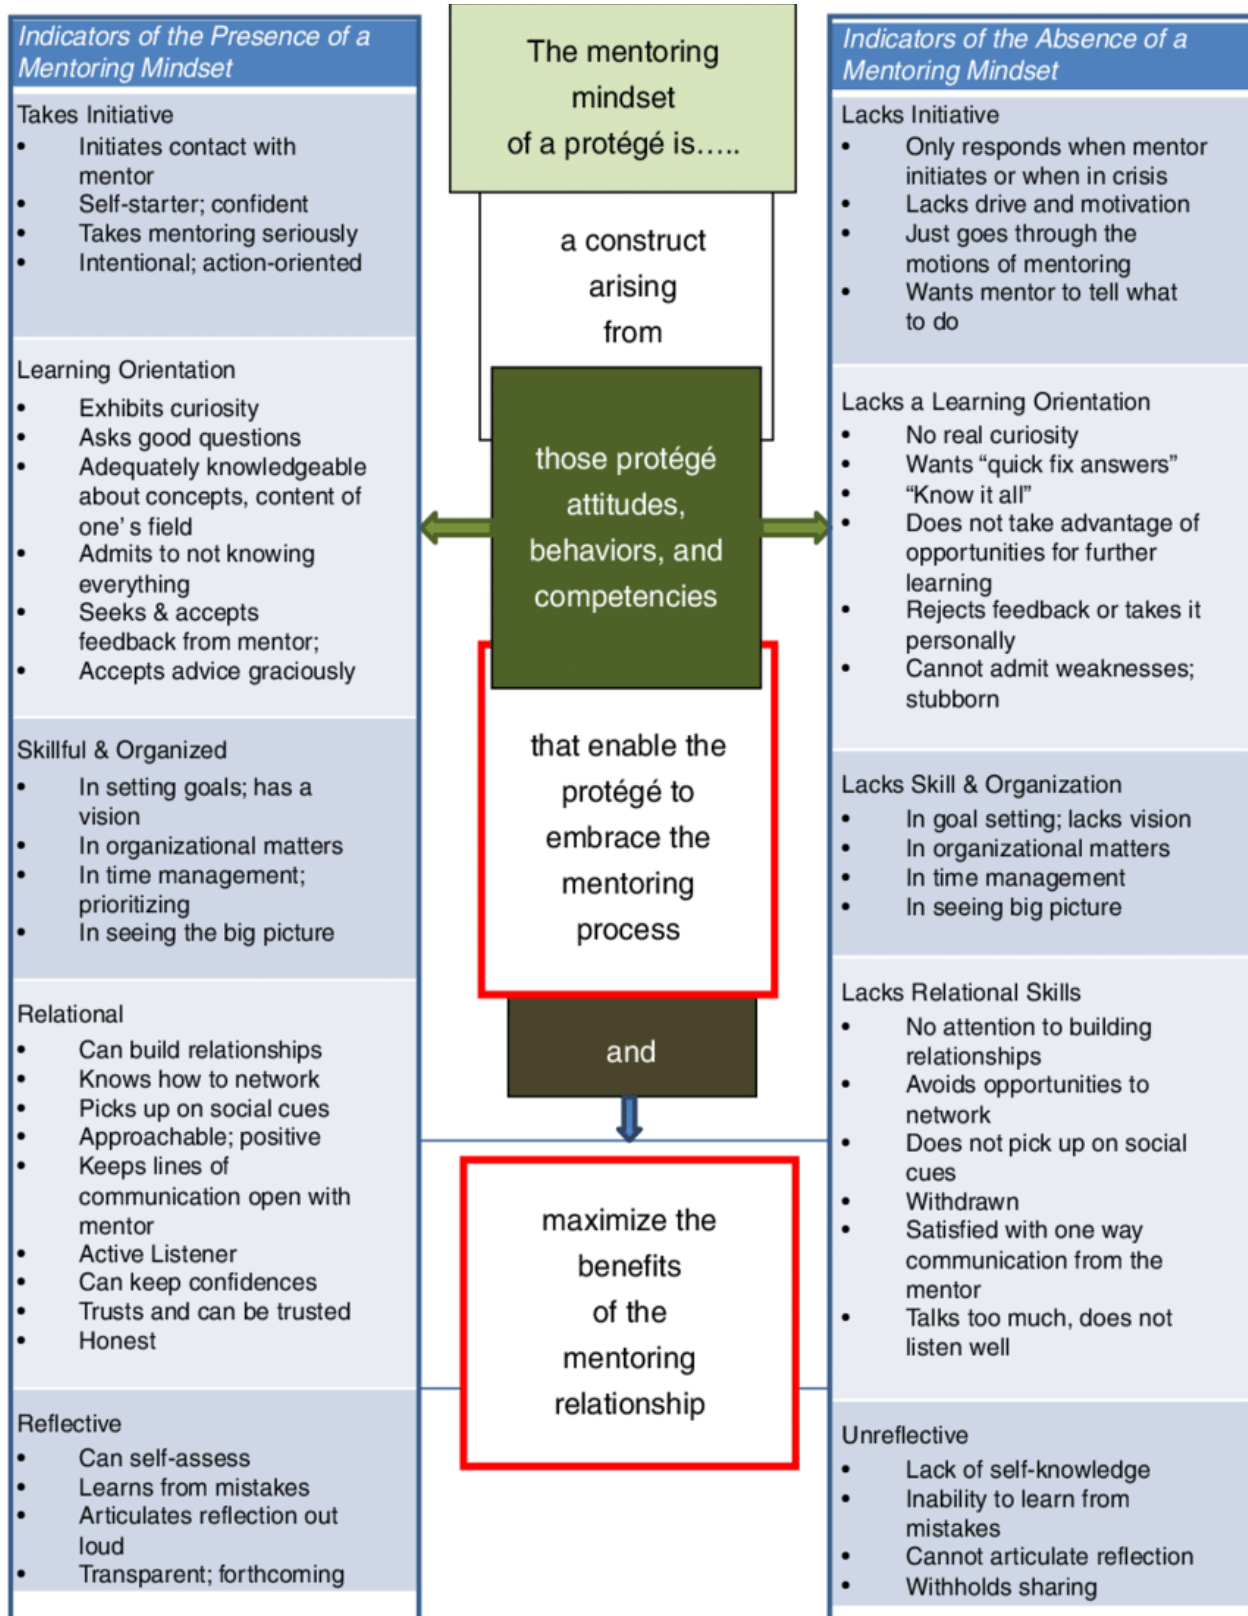 Indicators of the Presence of a
Mentoring Mindset
Takes Initiative
• Initiates contact with
mentor
• Self-starter; confident
• Takes mentoring seriously
• Intentional; action-oriented
Learning Orientation
• Exhibits curiosity
• Asks good questions
• Adequately knowledgeable
about concepts, content of
one’s field
• Admits to not knowing
everything
• Seeks & accepts
feedback from mentor;
• Accepts advice graciously
Skillful & Organized
• In setting goals; has a
vision
• In organizational matters
• In time management;
prioritizing
• In seeing the big picture
Relational
• Can build relationships
• Knows how to network
• Picks up on social cues
• Approachable; positive
• Keeps lines of
communication open with
mentor
• Active Listener
• Can keep confidences
• Trusts and can be trusted
• Honest
Reflective
• Can self-assess
• Learns from mistakes
• Articulates reflection out
loud
• Transparent; forthcoming
The mentoring
mindset
of a protégé is…..
a construct
arising
from
those protégé
attitudes,
behaviors, and
competencies
that enable the
protégé to
embrace the
mentoring
process
and
maximize the
benefits
of the
mentoring
relationship
Indicators of the Absence of a
Mentoring Mindset
Lacks Initiative
• Only responds when mentor
initiates or when in crisis
• Lacks drive and motivation
• Just goes through the
motions of mentoring
• Wants mentor to tell what
to do
Lacks a Learning Orientation
• No real curiosity
• Wants “quick fix answers”
• “Know it all”
• Does not take advantage of
opportunities for further
learning
• Rejects feedback or takes it
personally
• Cannot admit weaknesses;
stubborn
Lacks Skill & Organization
• In goal setting; lacks vision
• In organizational matters
• In time management
• In seeing big picture
Lacks Relational Skills
• No attention to building
relationships
• Avoids opportunities to
network
• Does not pick up on social
cues
• Withdrawn
• Satisfied with one way
communication from the
mentor
• Talks too much, does not
listen well
Unreflective
• Lack of self-knowledge
• Inability to learn from
mistakes
• Cannot articulate reflection
• Withholds sharing